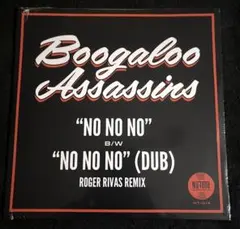 Boogaloo
Assassins
"NO NO NO"
B/W
"NO NO NO" (DUB)
ROGER RIVAS REMIX